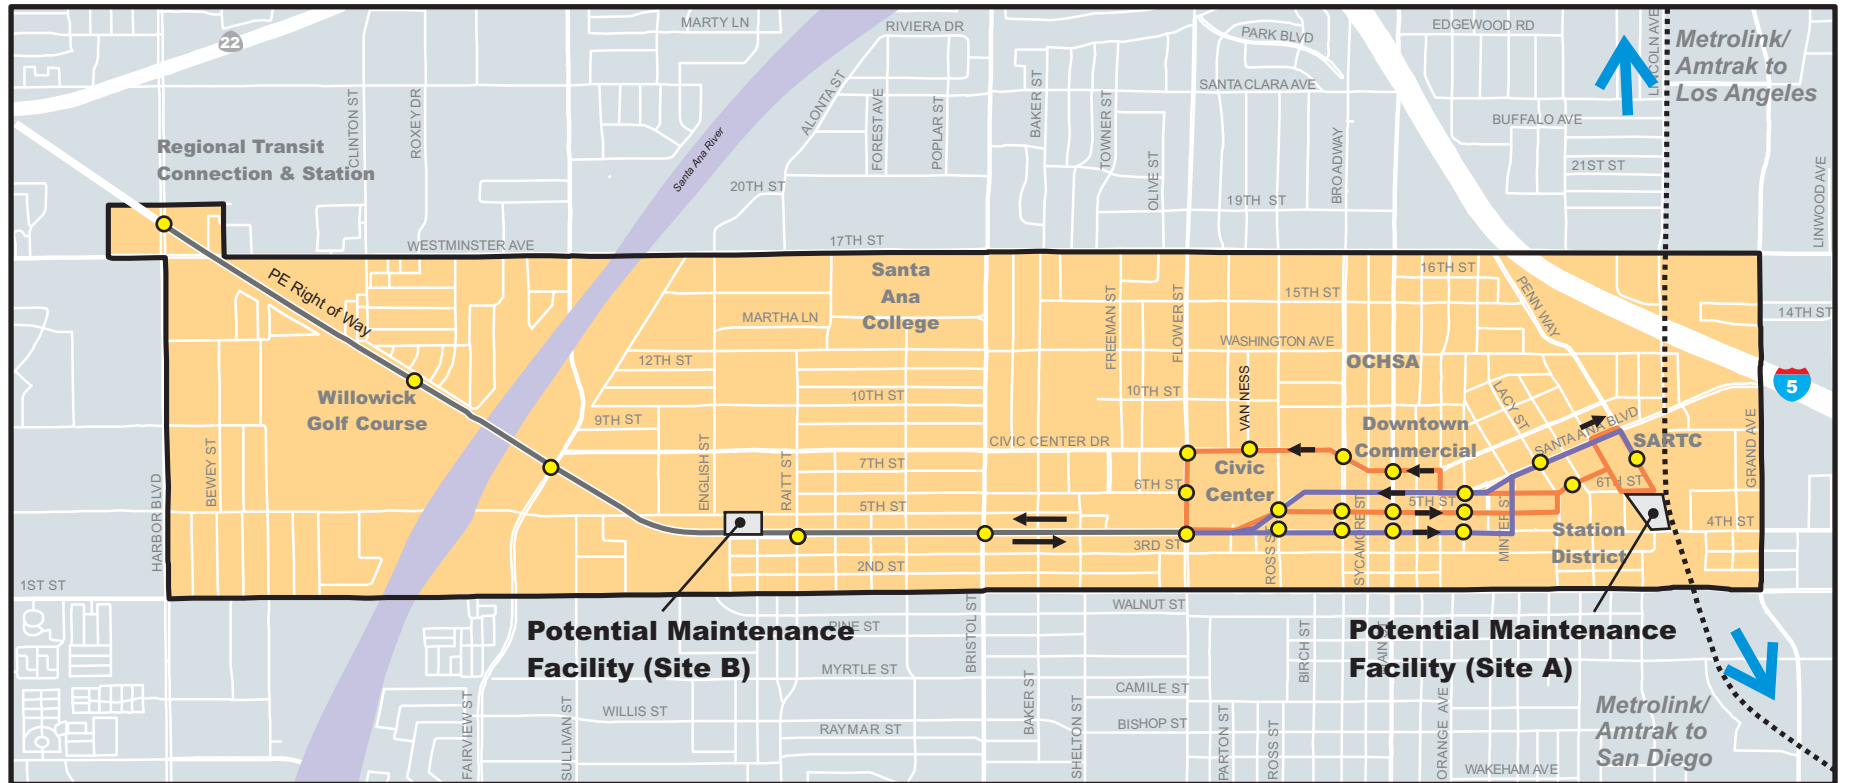 MARTY LN
RIVIERA DR
EDGEWOOD RD
PARK BLVD
LINCOLN AVE
Metrolink/
Amtrak to
Los Angeles
22
SANTA CLARA AVE
BUFFALO AVE
CLINTON ST
ROXEY DR
ALONTA ST
FOREST AVE
POPLAR ST
BAKER ST
TOWNER ST
OLIVE ST
BROADWAY
21ST ST
LINWOOD AVE
Regional Transit
Connection & Station
Santa Ana River
20TH ST
19TH ST
WESTMINSTER AVE
17TH ST
16TH ST
Santa
Ana
College
15TH ST
PENN WAY
14TH ST
PE Right of Way
MARTHA LN
FREEMAN ST
FLOWER ST
WASHINGTON AVE
OCHSA
12TH ST
5
Willowick
Golf Course
10TH ST
10TH ST
VAN NESS
LACY ST
9TH ST
CIVIC CENTER DR
Downtown
Commercial
SANTA ANA BLVD
SARTC
GRAND AVE
HARBOR BLVD
BEWEY ST
ENGLISH ST
RAITT ST
7TH ST
Civic
Center
6TH ST
6TH ST
5TH ST
5TH ST
4TH ST
3RD ST
ROSS ST
SYCAMORE ST
MINTER ST
Station
District
2ND ST
1ST ST
WALNUT ST
Potential Maintenance
Facility (Site B)
PINE ST
BRISTOL ST
BIRCH ST
MAIN ST
Potential Maintenance
Facility (Site A)
MYRTLE ST
CAMILE ST
FAIRVIEW ST
SULLIVAN ST
WILLIS ST
RAYMAR ST
BAKER ST
SHELTON ST
BISHOP ST
PARTON ST
ROSS ST
ORANGE AVE
WAKEHAM AVE
Metrolink/
Amtrak to
San Diego